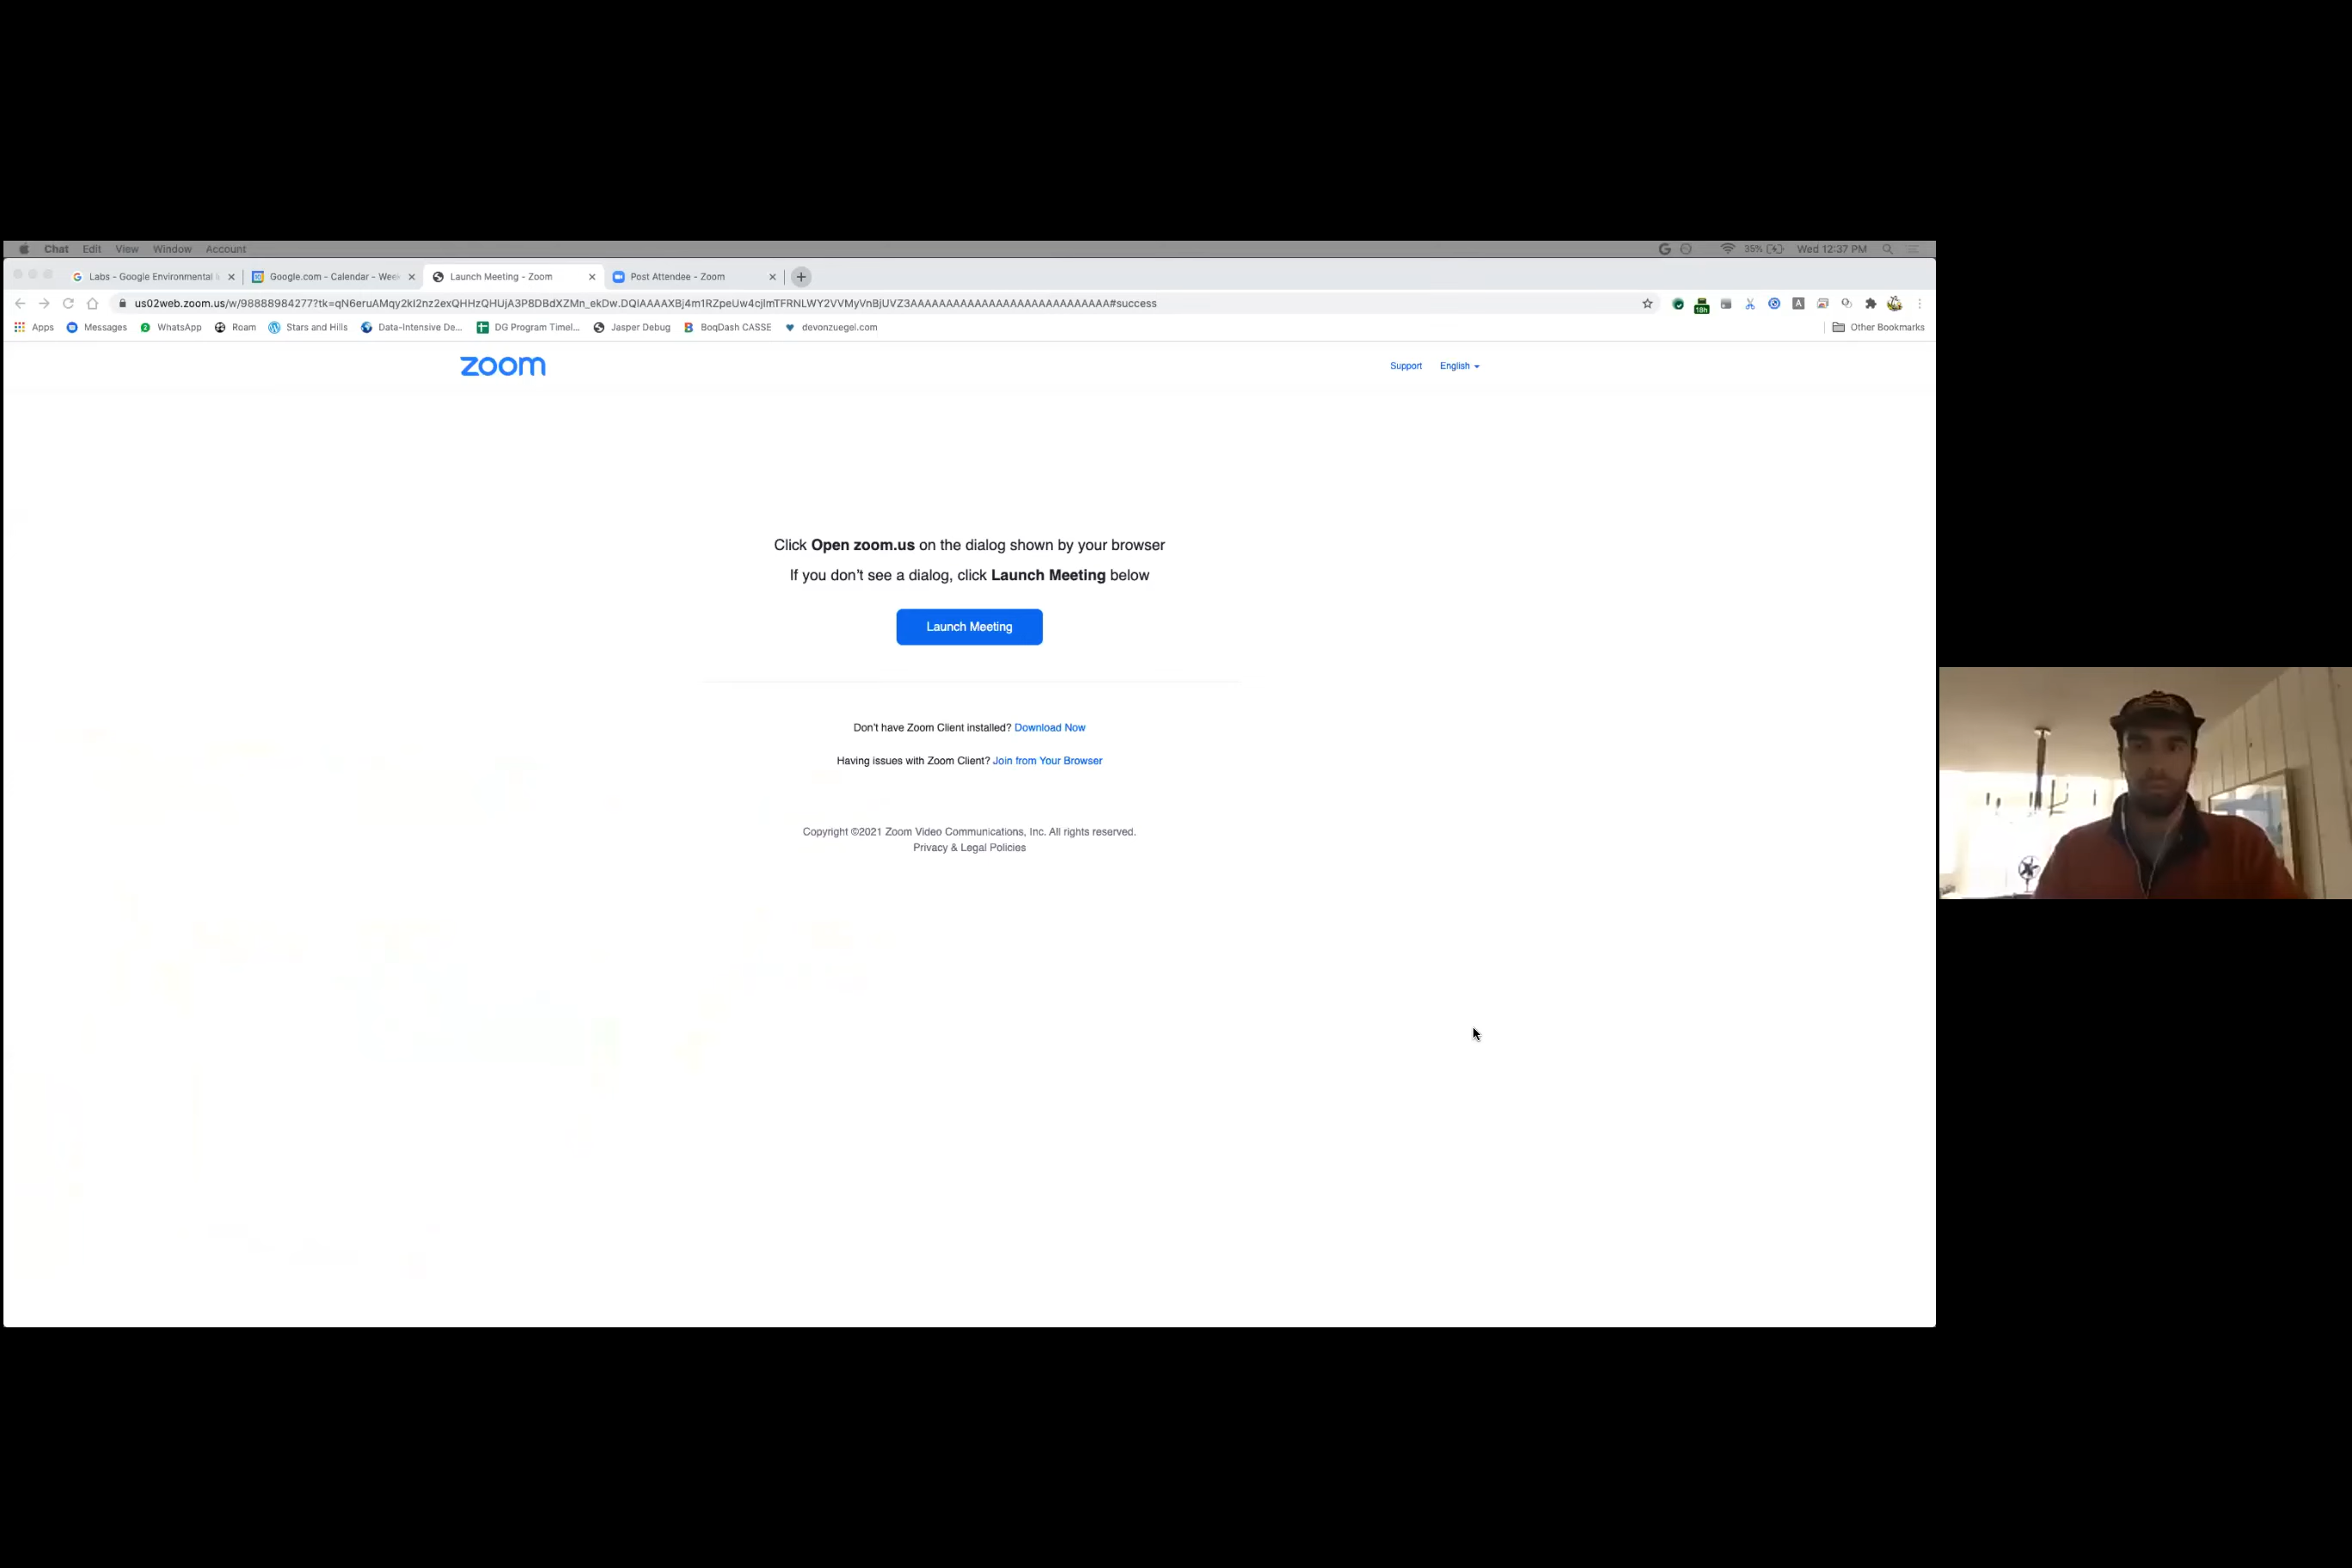 Chat Edit View Window Account 35% Wed 12:37 PM
Labs - Google Environmental Google.com - Calendar - Wee Launch Meeting - Zoom Post Attendee - Zoom
Apps Messages WhatsApp Roam Stars and Hills Data-Intensive De... DG Program Timel... Jasper Debug BoqDash CASSE devonzuegel.com Other Bookmarks
zoom Support English
Click Open zoom.us on the dialog shown by your browser
If you don't see a dialog, click Launch Meeting below
Launch Meeting
Don't have Zoom Client installed? Download Now
Having issues with Zoom Client? Join from Your Browser
Copyright ©2021 Zoom Video Communications, Inc. All rights reserved.
Privacy & Legal Policies